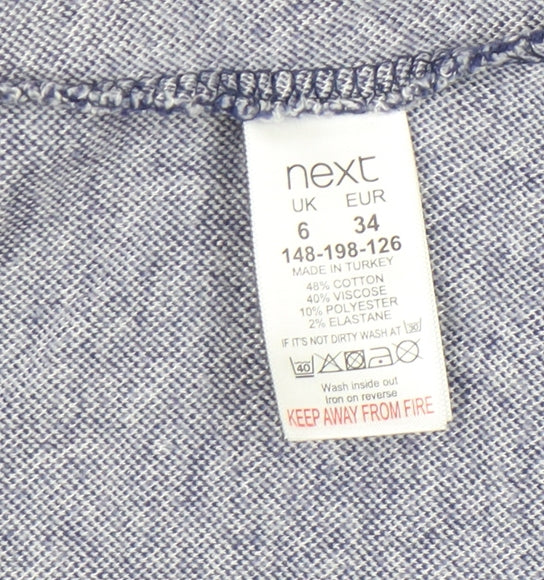 next
UK EUR
6 34
148-198-126
MADE IN TURKEY
48% COTTON
40% VISCOSE
10% POLYESTER
2% ELASTANE
IF IT'S NOT DIRTY WASH AT 30°
40
Wash inside out
Iron on reverse
KEEP AWAY FROM FIRE